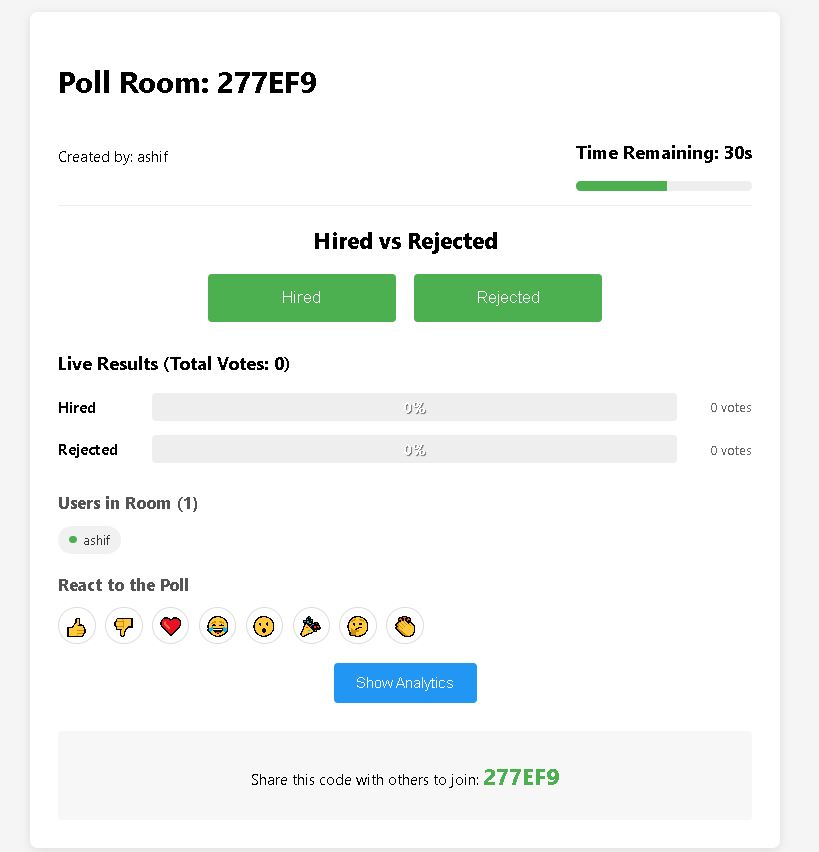 Poll Room: 277EF9
Created by: ashif
Time Remaining: 30s
Hired vs Rejected
Hired
Rejected
Live Results (Total Votes: 0)
Hired 0% 0 votes
Rejected 0% 0 votes
Users in Room (1)
ashif
React to the Poll
Show Analytics
Share this code with others to join: 277EF9